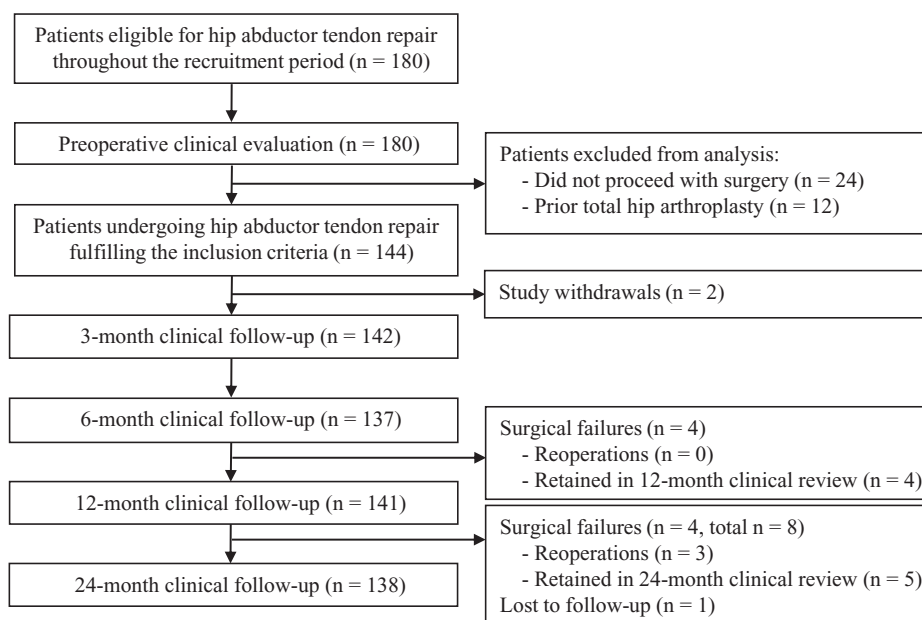 Patients eligible for hip abductor tendon repair
throughout the recruitment period (n = 180)
Preoperative clinical evaluation (n = 180)
Patients excluded from analysis:
- Did not proceed with surgery (n = 24)
- Prior total hip arthroplasty (n = 12)
Patients undergoing hip abductor tendon repair
fulfilling the inclusion criteria (n = 144)
Study withdrawals (n = 2)
3-month clinical follow-up (n = 142)
6-month clinical follow-up (n = 137)
Surgical failures (n = 4)
- Reoperations (n = 0)
- Retained in 12-month clinical review (n = 4)
12-month clinical follow-up (n = 141)
Surgical failures (n = 4, total n = 8)
- Reoperations (n = 3)
- Retained in 24-month clinical review (n = 5)
Lost to follow-up (n = 1)
24-month clinical follow-up (n = 138)